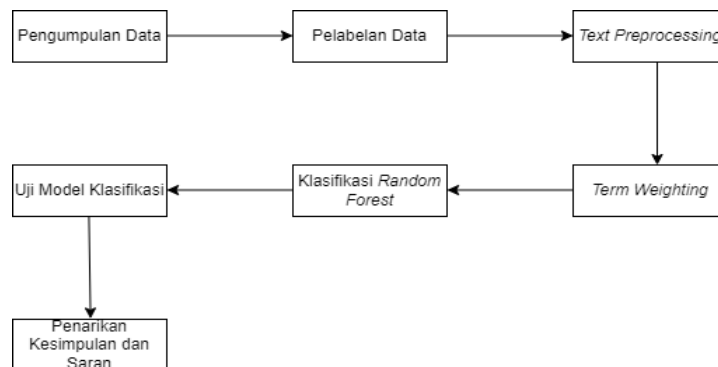 Pengumpulan Data
Pelabelan Data
Text Preprocessing
Uji Model Klasifikasi
Klasifikasi Random
Forest
Term Weighting
Penarikan
Kesimpulan dan
Saran